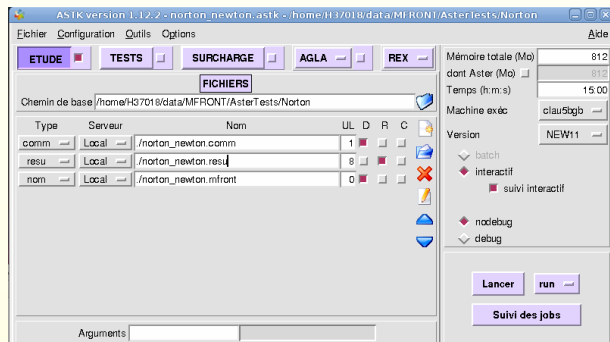 ASTK version 1.12.2 - norton_newton.astk - /home/H37018/data/MFRONT/AsterTests/Norton
Fichier Configuration Outils Options Aide
ETUDE TESTS SURCHARGE AGLA REX
FICHIERS
Chemin de base /home/H37018/data/MFRONT/AsterTests/Norton
Type Serveur Nom UL D R C
comm Local ./norton_newton.comm 1
resu Local ./norton_newton.resu 8
nom Local ./norton_newton.mfront 0
Arguments
Mémoire totale (Mo) 812
dont Aster (Mo) 812
Temps (h:m:s) 15:00
Machine exéc clau5bgb
Version NEW11
batch
interactif
suivi interactif
nodebug
debug
Lancer run
Suivi des jobs